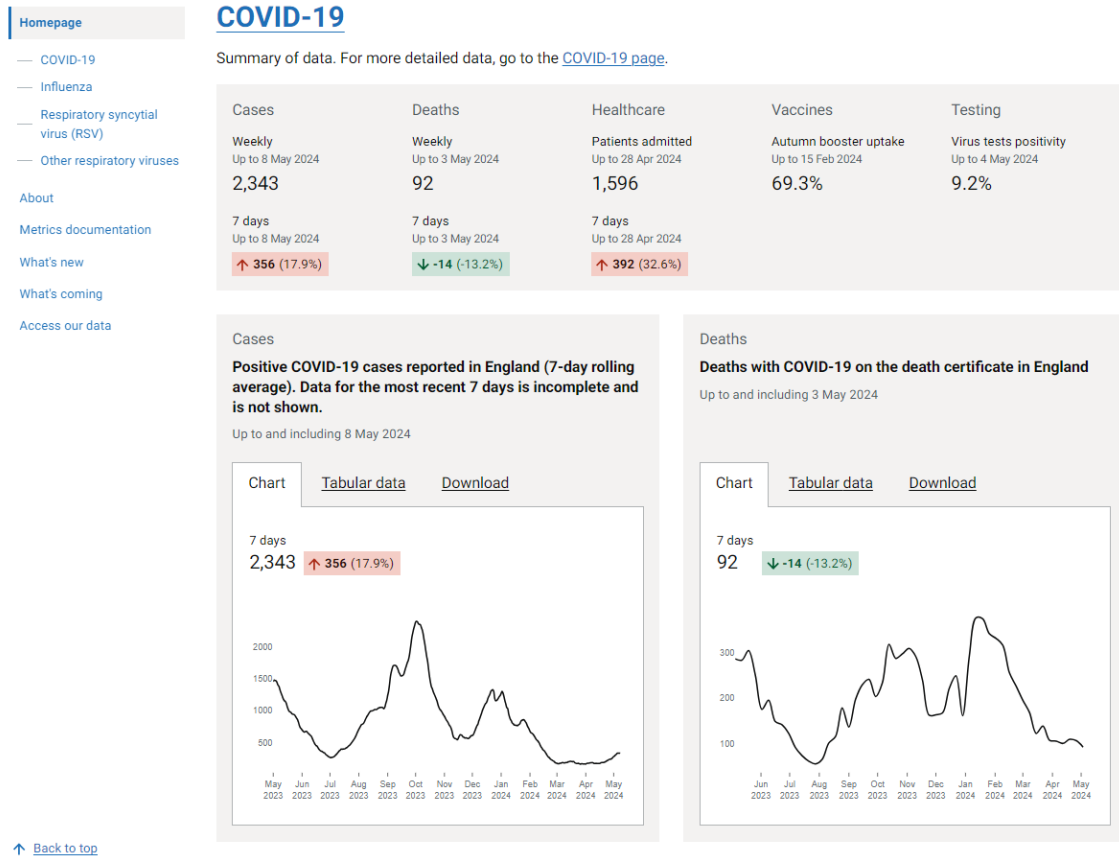 Homepage
COVID-19
Influenza
Respiratory syncytial
virus (RSV)
Other respiratory viruses
About
Metrics documentation
What's new
What's coming
Access our data
Back to top
COVID-19
Summary of data. For more detailed data, go to the COVID-19 page.
Cases
Weekly
Up to 8 May 2024
2,343
7 days
Up to 8 May 2024
356 (17.9%)
Deaths
Weekly
Up to 3 May 2024
92
7 days
Up to 3 May 2024
-14 (-13.2%)
Healthcare
Patients admitted
Up to 28 Apr 2024
1,596
7 days
Up to 28 Apr 2024
392 (32.6%)
Vaccines
Autumn booster uptake
Up to 15 Feb 2024
69.3%
Testing
Virus tests positivity
Up to 4 May 2024
9.2%
Cases
Positive COVID-19 cases reported in England (7-day rolling
average). Data for the most recent 7 days is incomplete and
is not shown.
Up to and including 8 May 2024
Chart Tabular data Download
7 days
2,343 356 (17.9%)
2000
1500
1000
500
May Jun Jul Aug Sep Oct Nov Dec Jan Feb Mar Apr May
2023 2023 2023 2023 2023 2023 2023 2023 2024 2024 2024 2024 2024
Deaths
Deaths with COVID-19 on the death certificate in England
Up to and including 3 May 2024
Chart Tabular data Download
7 days
92 -14 (-13.2%)
300
200
100
Jun Jul Aug Sep Oct Nov Dec Jan Feb Mar Apr May
2023 2023 2023 2023 2023 2023 2023 2024 2024 2024 2024 2024